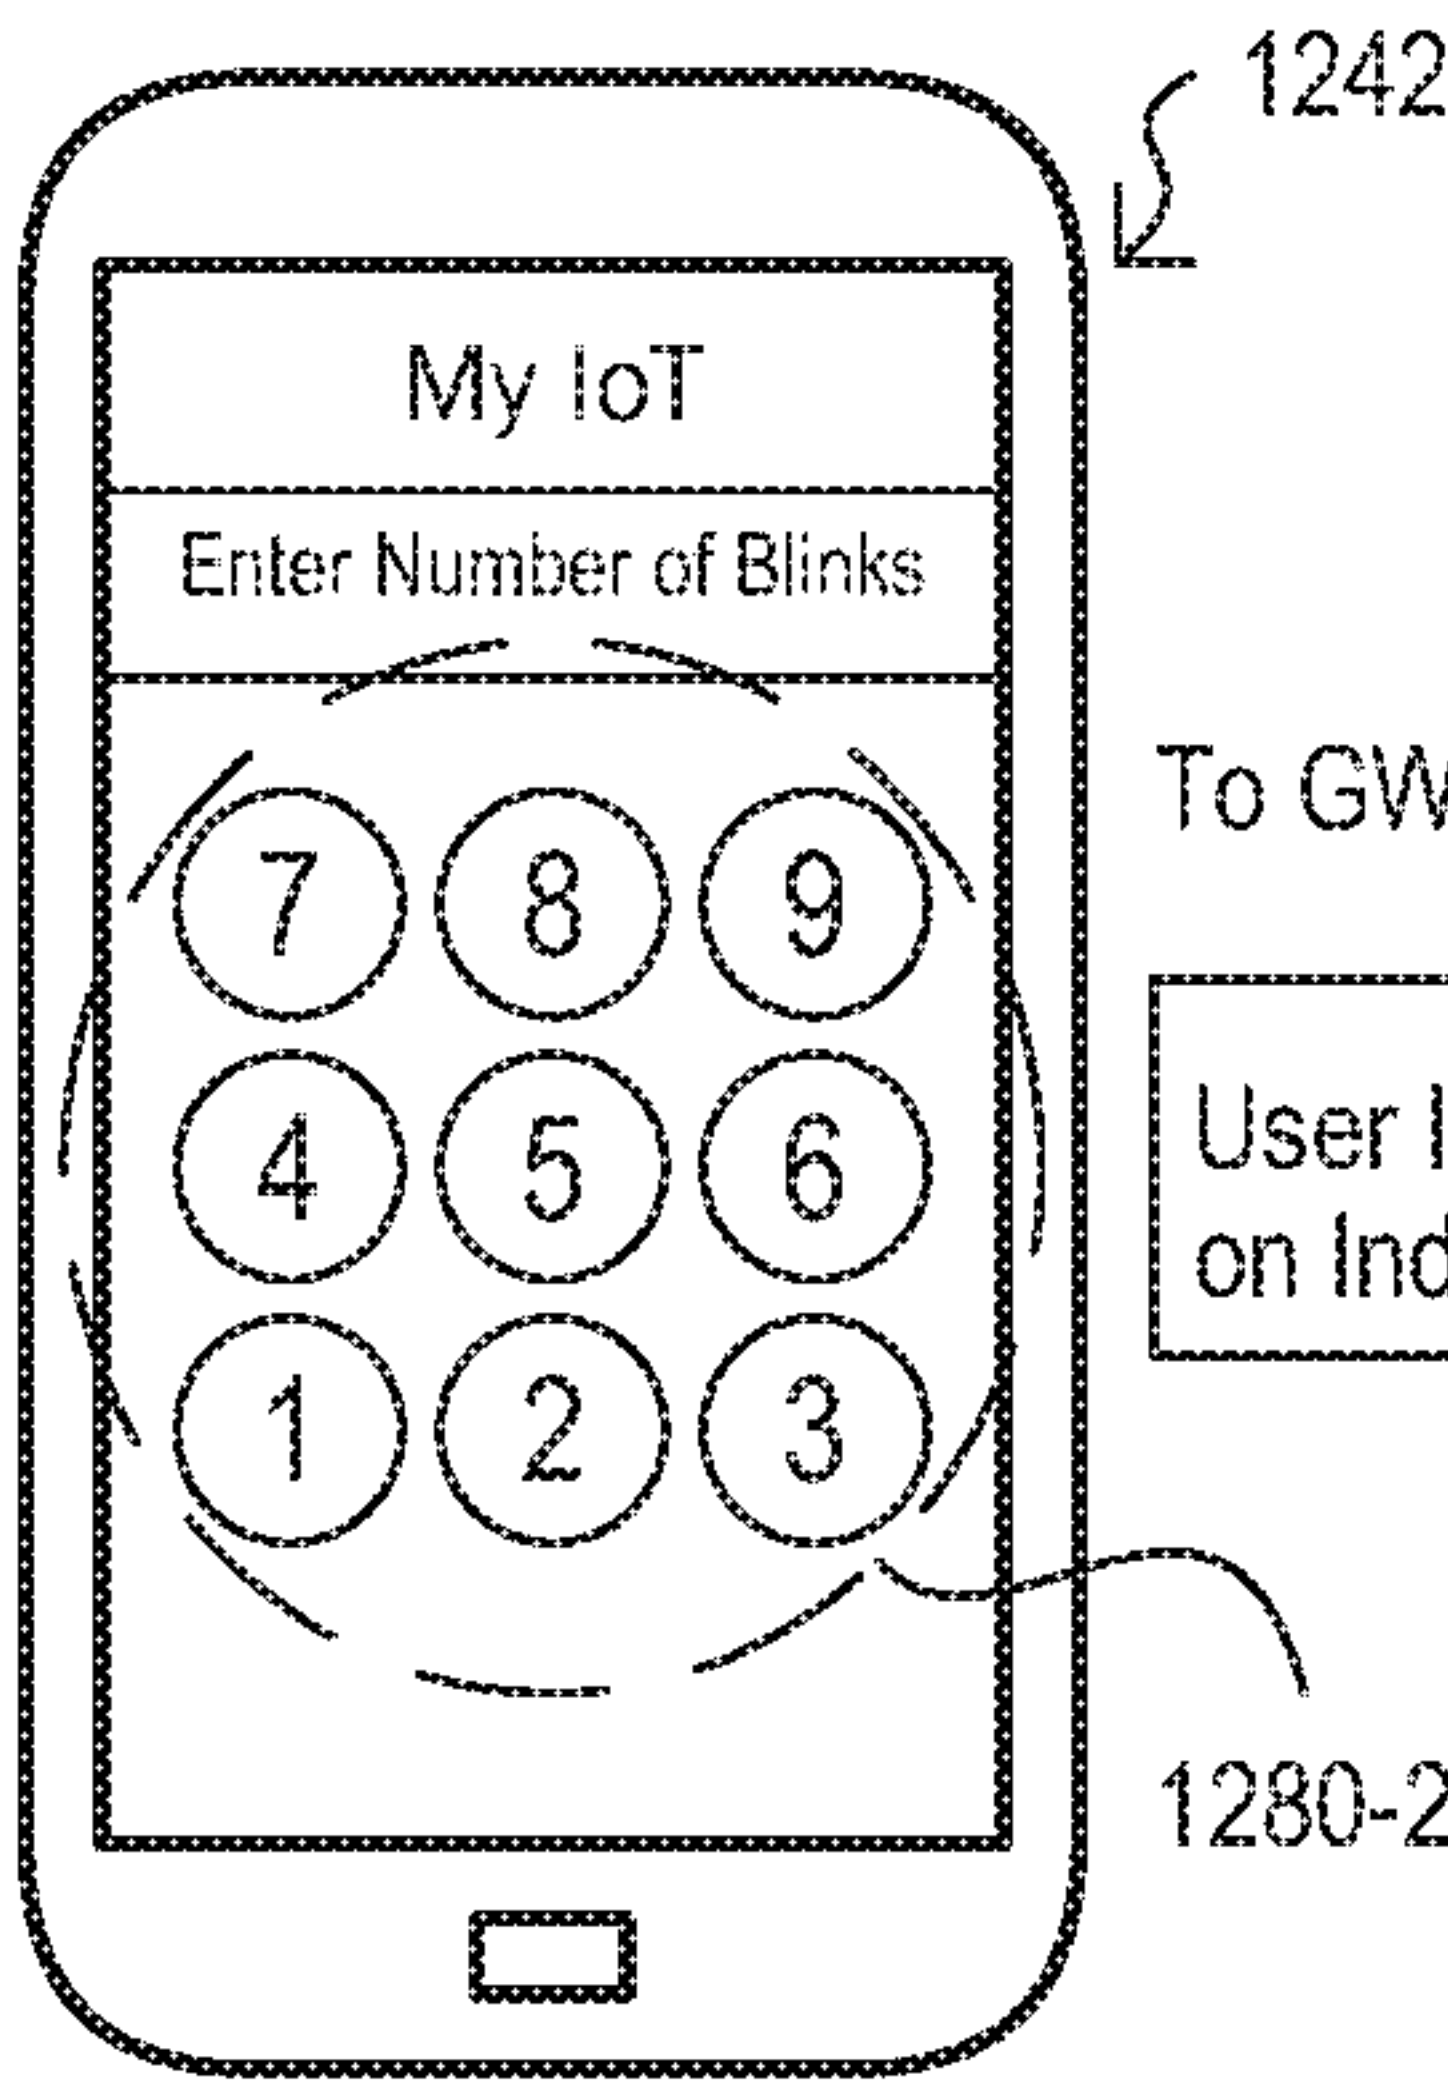 1242
My IoT
Enter Number of Blinks
To GW
7 8 9
User I
on Ind
4 5 6
1 2 3
1280-2